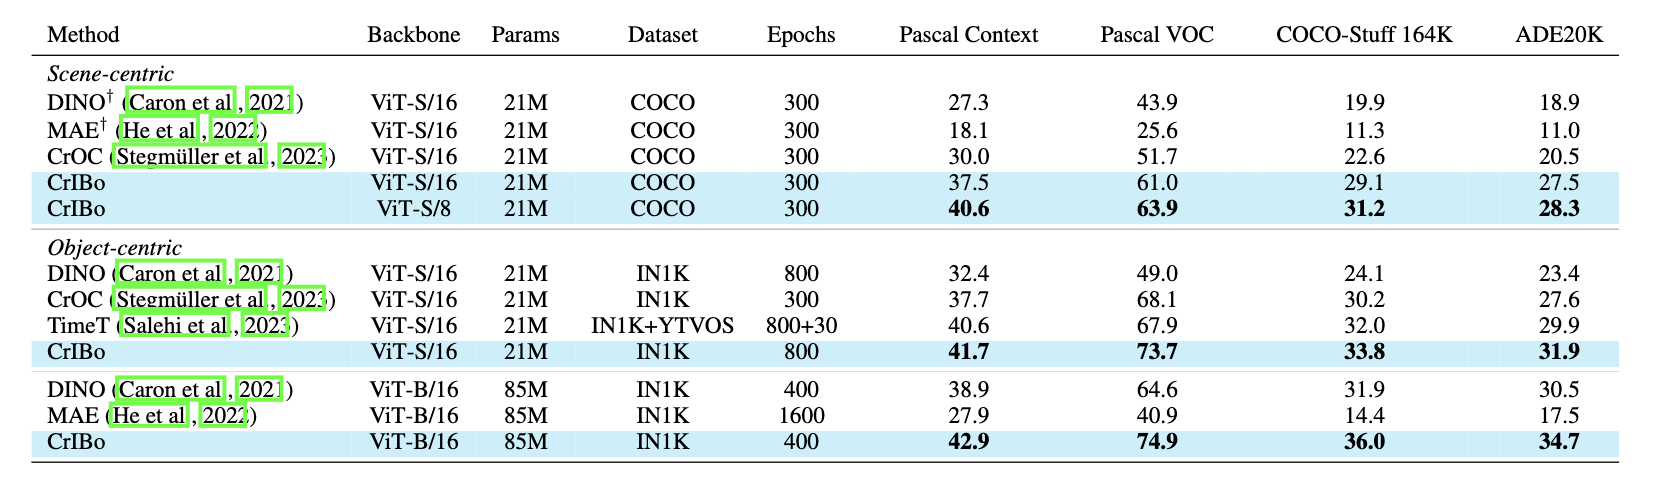 Method Backbone Params Dataset Epochs Pascal Context Pascal VOC COCO-Stuff 164K ADE20K
Scene-centric
DINO† (Caron et al., 2021) ViT-S/16 21M COCO 300 27.3 43.9 19.9 18.9
MAE† (He et al., 2022) ViT-S/16 21M COCO 300 18.1 25.6 11.3 11.0
CrOC (Stegmüller et al., 2023) ViT-S/16 21M COCO 300 30.0 51.7 22.6 20.5
CrIBo ViT-S/16 21M COCO 300 37.5 61.0 29.1 27.5
CrIBo ViT-S/8 21M COCO 300 40.6 63.9 31.2 28.3
Object-centric
DINO (Caron et al., 2021) ViT-S/16 21M IN1K 800 32.4 49.0 24.1 23.4
CrOC (Stegmüller et al., 2023) ViT-S/16 21M IN1K 300 37.7 68.1 30.2 27.6
TimeT (Salehi et al., 2023) ViT-S/16 21M IN1K+YTVOS 800+30 40.6 67.9 32.0 29.9
CrIBo ViT-S/16 21M IN1K 800 41.7 73.7 33.8 31.9
DINO (Caron et al., 2021) ViT-B/16 85M IN1K 400 38.9 64.6 31.9 30.5
MAE (He et al., 2022) ViT-B/16 85M IN1K 1600 27.9 40.9 14.4 17.5
CrIBo ViT-B/16 85M IN1K 400 42.9 74.9 36.0 34.7